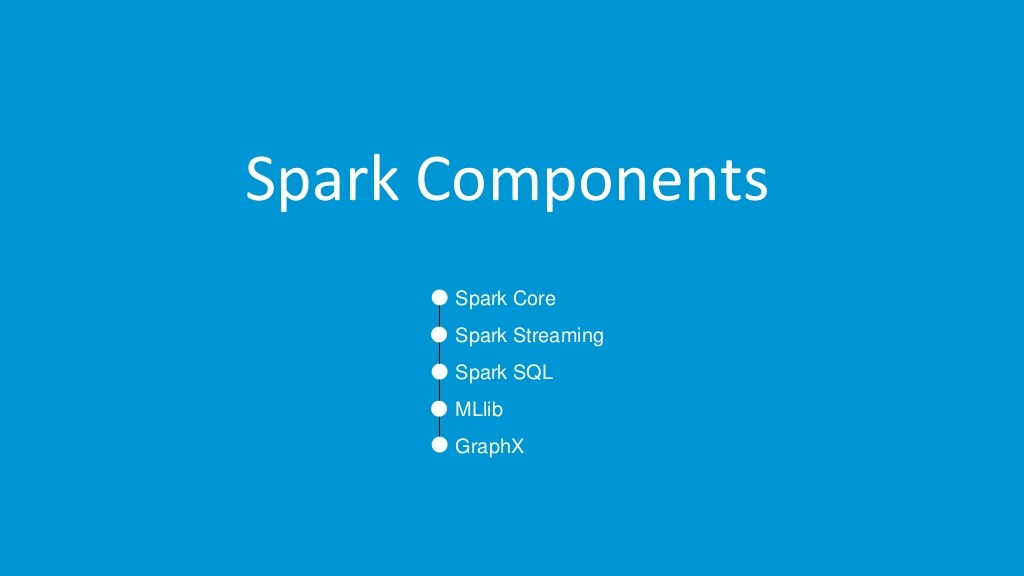 Spark Components
Spark Core
Spark Streaming
Spark SQL
MLlib
GraphX